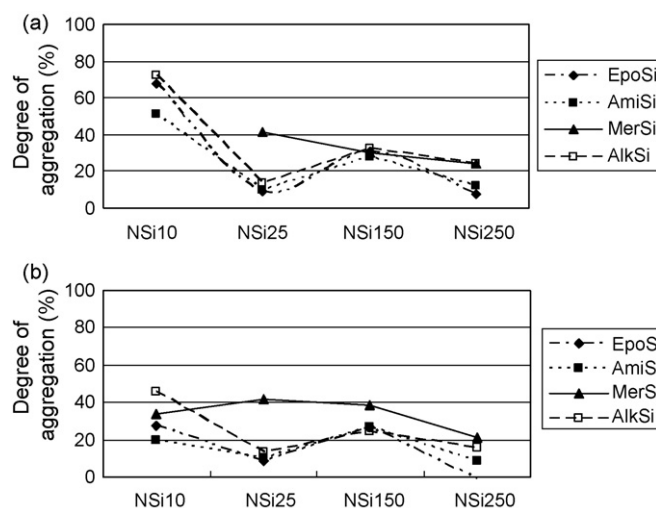 (a)
Degree of
aggregation (%)
100
80
60
40
20
0
NSi10 NSi25 NSi150 NSi250
EpoSi
AmiSi
MerSi
AlkSi
(b)
Degree of
aggregation (%)
100
80
60
40
20
0
NSi10 NSi25 NSi150 NSi250
EpoS
AmiS
MerS
AlkSi